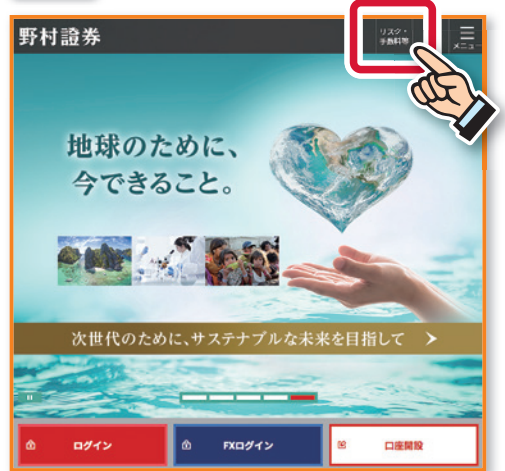 野村證券
リスク・
手数料等
メニュー
地球のために、
今できること。
次世代のために、サステナブルな未来を目指して
ログイン
FXログイン
口座開設